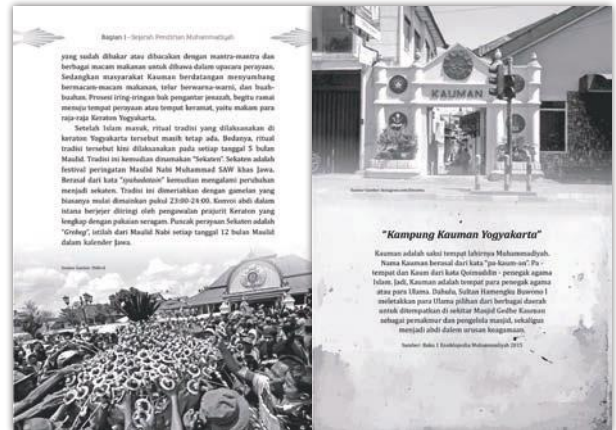 Bagian I - Sejarah Pendirian Muhammadiyah
yang sudah dibakar atau dibacakan dengan mantra-mantra dan
berbagai macam makanan untuk dibawa dalam upacara perayaan.
Sedangkan masyarakat Kauman berdatangan menyumbang
bermacam-macam makanan, telur berwarna-warni, dan buah-
buahan. Prosesi iring-iringan bak pengantar jenazah, begitu ramai
menuju tempat perayaan atau tempat keramat, yaitu makam para
raja-raja Keraton Yogyakarta.
Setelah Islam masuk, ritual tradisi yang dilaksanakan di
keraton Yogyakarta tersebut masih tetap ada. Bedanya, ritual
tradisi tersebut kini dilaksanakan pada setiap tanggal 5 bulan
Maulid. Tradisi ini kemudian dinamakan "Sekaten". Sekaten adalah
festival peringatan Maulid Nabi Muhammad SAW khas Jawa.
Berasal dari kata "syahadatain" kemudian mengalami perubahan
menjadi sekaten. Tradisi ini dimeriahkan dengan gamelan yang
biasanya mulai dimainkan pukul 23:00-24:00. Konvoi abdi dalam
istana berjejer diiringi oleh pengawalan prajurit Keraton yang
lengkap dengan pakaian seragam. Puncak perayaan Sekaten adalah
"Grebeg", istilah dari Maulid Nabi setiap tanggal 12 bulan Maulid
dalam kalender Jawa.
KAUMAN
"Kampung Kauman Yogyakarta"
Kauman adalah saksi tempat lahirnya Muhammadiyah.
Nama Kauman berasal dari kata "pa-kaum-an". Pa -
tempat dan Kaum dari kata Qoimuddin - penegak agama
Islam. Jadi, Kauman adalah tempat para penegak agama
atau para Ulama. Dahulu, Sultan Hamengku Buwono I
meletakkan para Ulama pilihan dari berbagai daerah
untuk ditempatkan di sekitar Masjid Gedhe Kauman
sebagai pemakmur dan pengelola masjid, sekaligus
menjadi abdi dalem urusan keagamaan.
Sumber: Buku 1 Ensiklopedia Muhammadiyah 2015